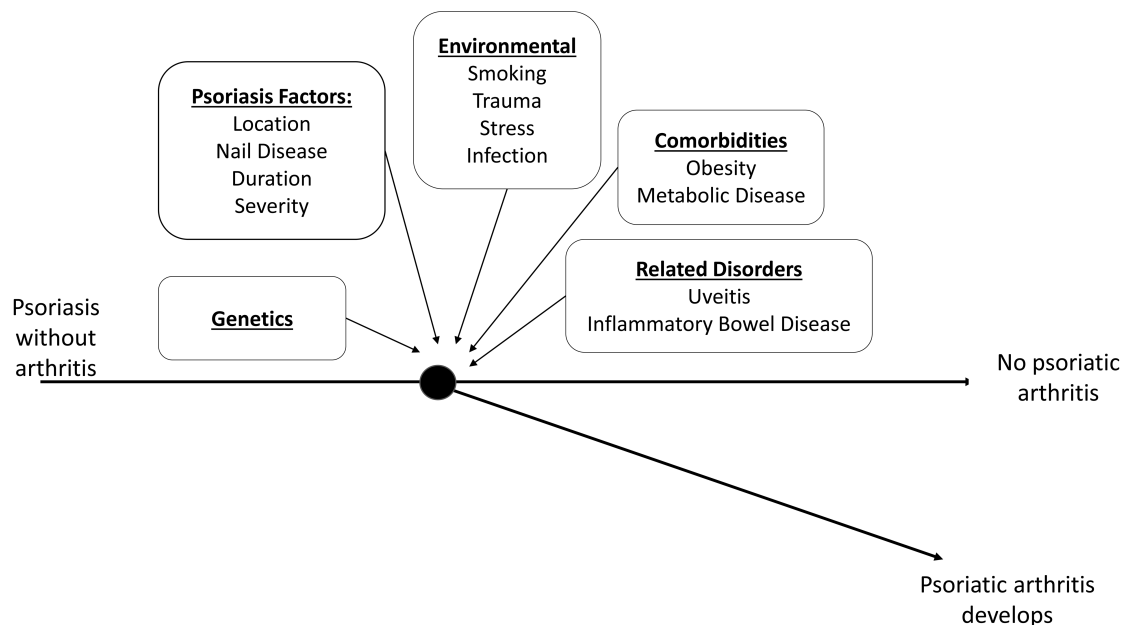 Environmental
Smoking
Trauma
Stress
Infection
Psoriasis Factors:
Location
Nail Disease
Duration
Severity
Comorbidities
Obesity
Metabolic Disease
Related Disorders
Uveitis
Inflammatory Bowel Disease
Genetics
Psoriasis
without
arthritis
No psoriatic
arthritis
Psoriatic arthritis
develops